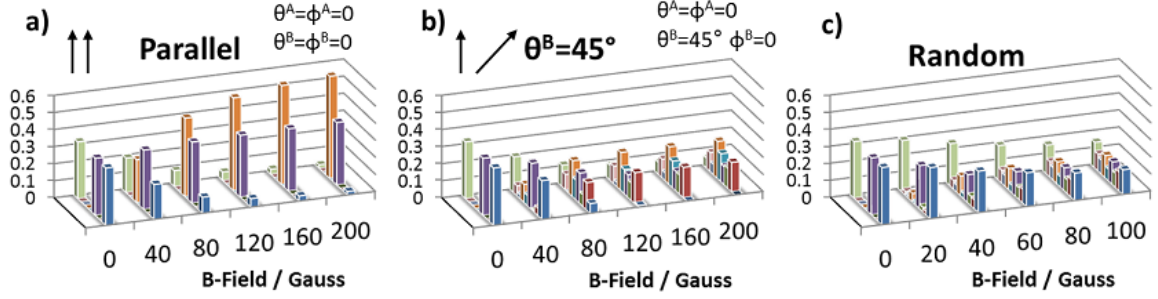 a)
Parallel
θᴬ=ϕᴬ=0
θᴮ=ϕᴮ=0
0.6
0.5
0.4
0.3
0.2
0.1
0
0 40 80 120 160 200
B-Field / Gauss
b)
θᴮ=45°
θᴬ=ϕᴬ=0
θᴮ=45° ϕᴮ=0
0.6
0.5
0.4
0.3
0.2
0.1
0
0 40 80 120 160 200
B-Field / Gauss
c)
Random
0.6
0.5
0.4
0.3
0.2
0.1
0
0 20 40 60 80 100
B-Field / Gauss